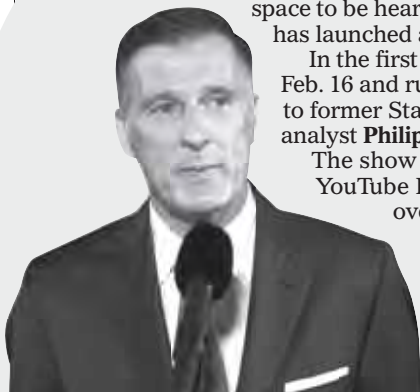 space to be hear
has launched a
In the first
Feb. 16 and ru
to former Sta
analyst Philip
The show
YouTube
ove